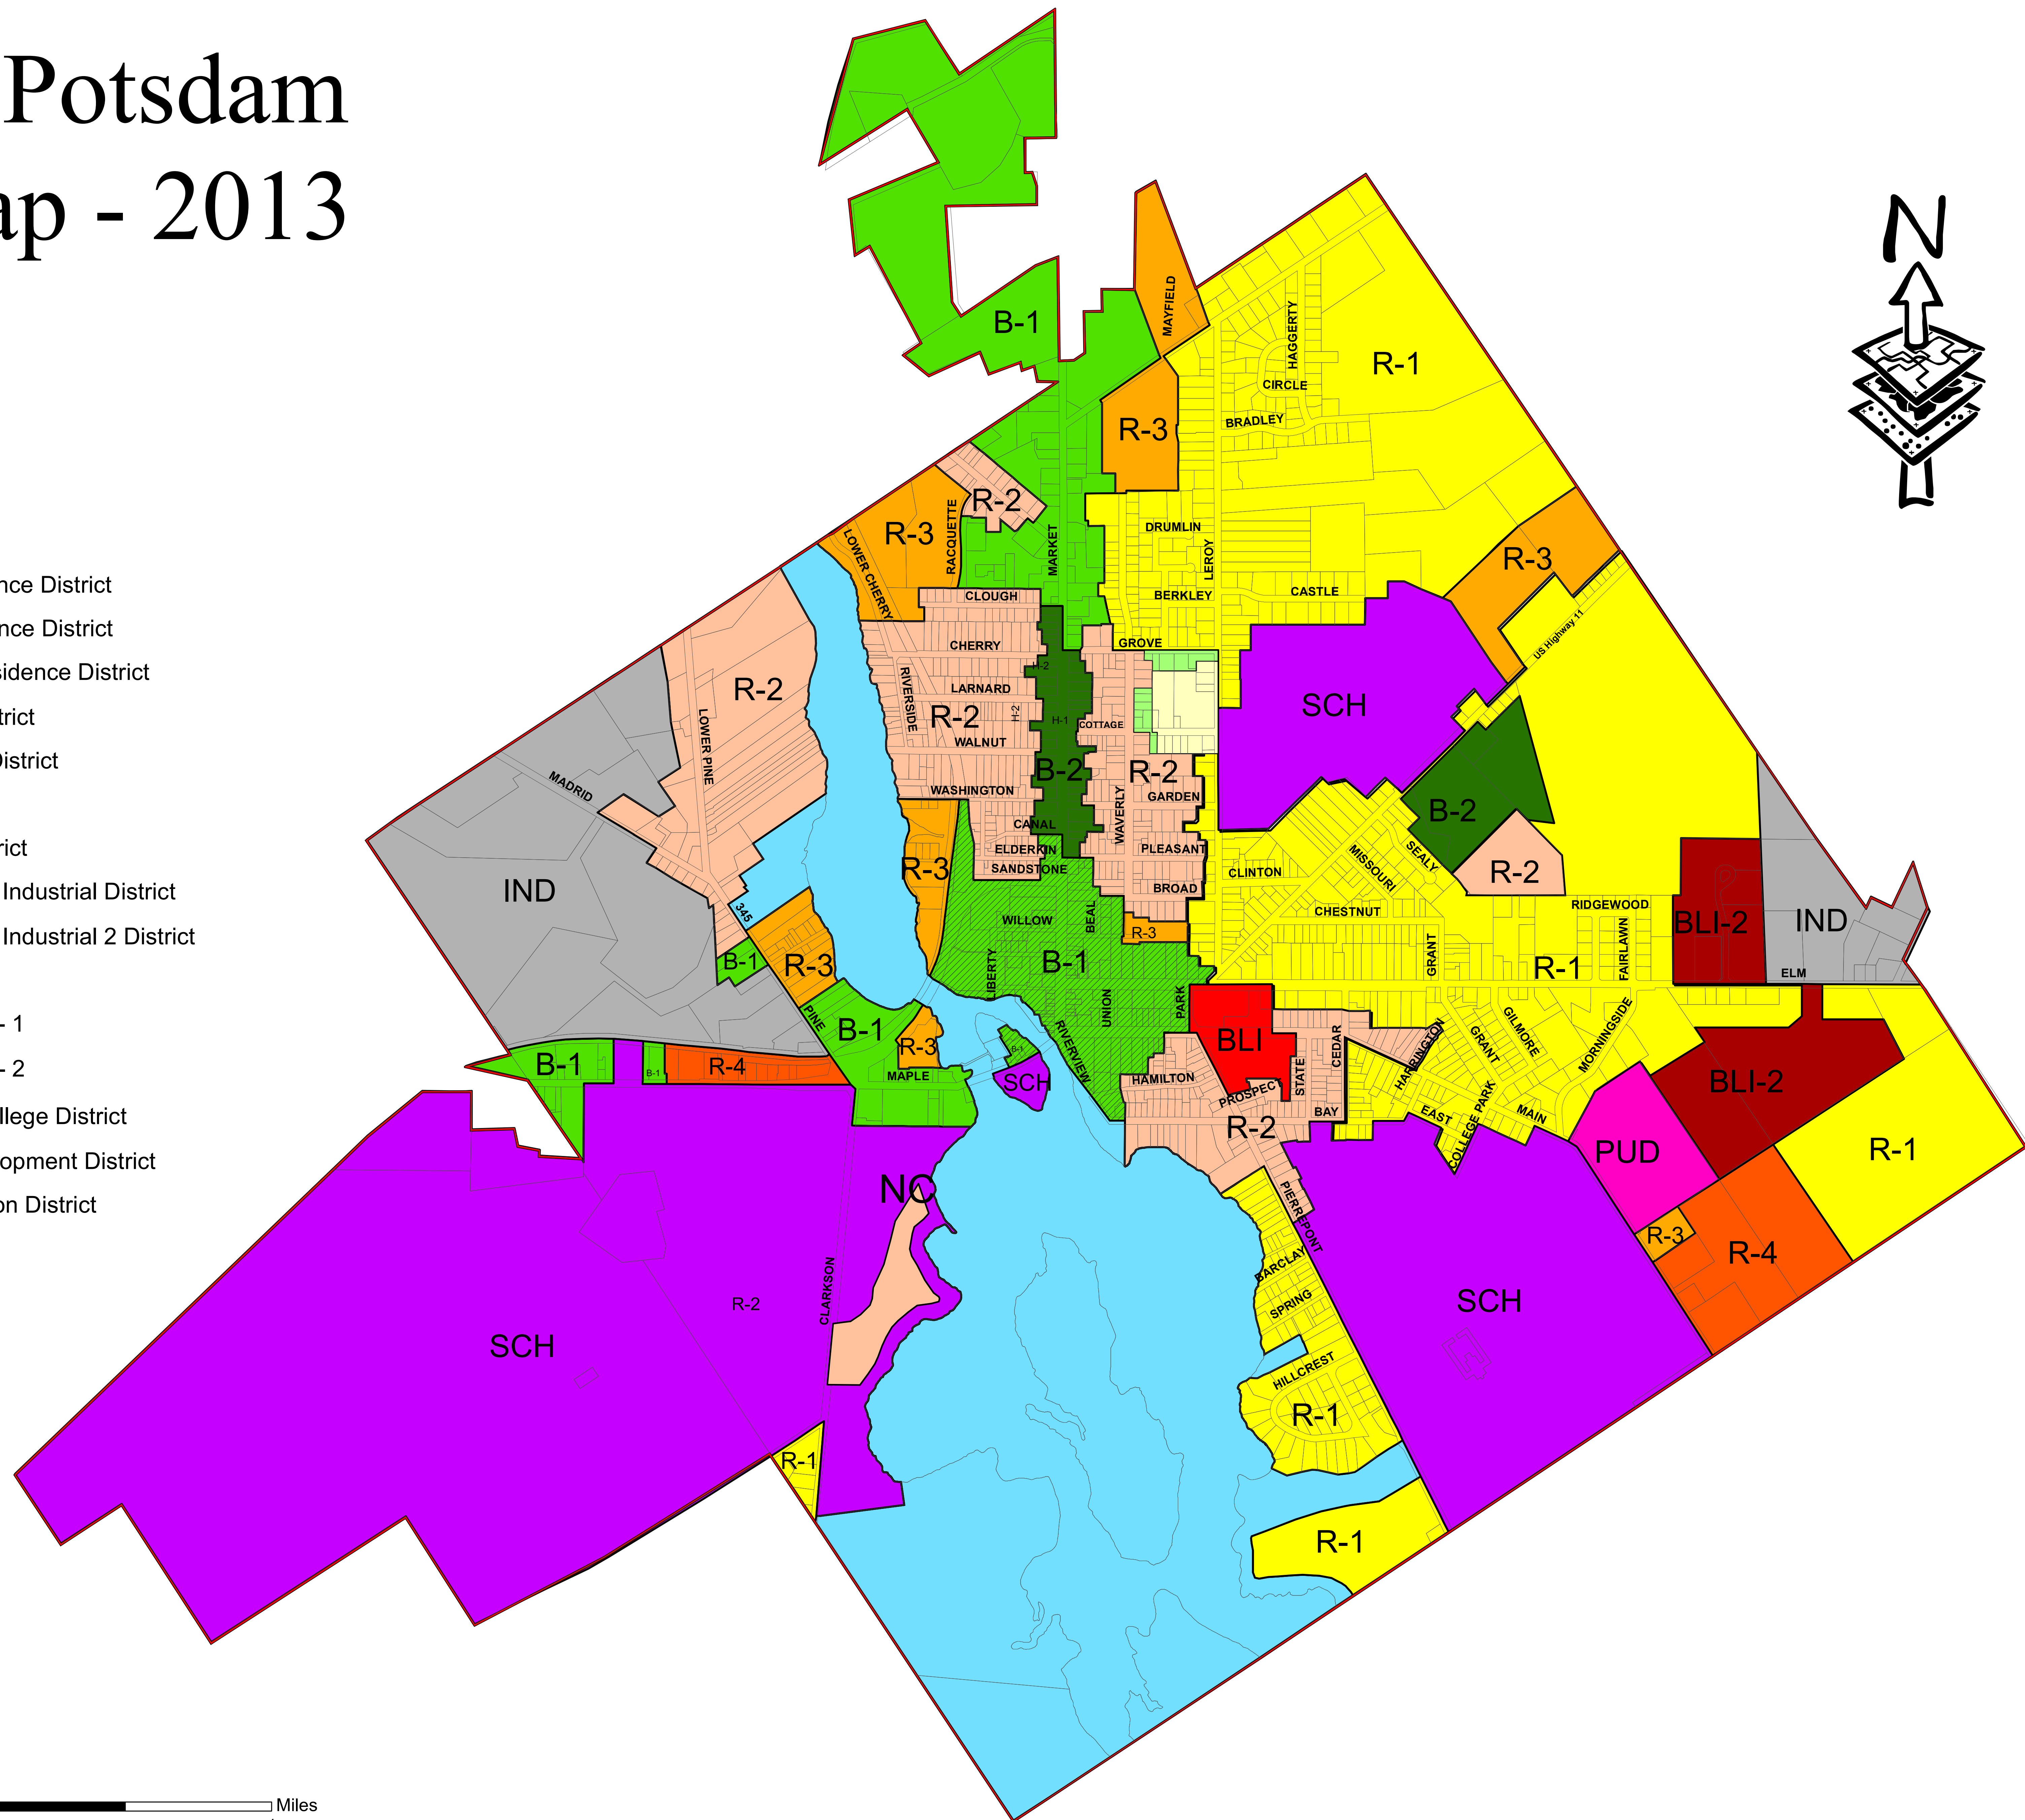 Potsdam
ap - 2013
N
nce District
nce District
sidence District
trict
District
rict
Industrial District
Industrial 2 District
- 1
- 2
llege District
opment District
on District
Miles
B-1
MAYFIELD
HAGGERTY
R-1
CIRCLE
BRADLEY
R-3
R-2
R-3
RACQUETTE
LOWER CHERRY
MARKET
DRUMLIN
LEROY
R-3
CLOUGH
BERKLEY
CASTLE
US Highway 11
CHERRY
GROVE
H-2
RIVERSIDE
LARNARD
R-2
H-2
H-1
COTTAGE
SCH
R-2
LOWER PINE
WALNUT
B-2
R-2
MADRID
WASHINGTON
GARDEN
WAVERLY
B-2
CANAL
ELDERKIN
PLEASANT
SEALY
MISSOURI
R-3
SANDSTONE
CLINTON
R-2
IND
BROAD
345
WILLOW
BEAL
CHESTNUT
RIDGEWOOD
BLI-2
IND
R-3
B-1
R-3
LIBERTY
B-1
GRANT
R-1
FAIRLAWN
ELM
PINE
B-1
UNION
PARK
R-3
RIVERVIEW
BLI
CEDAR
HARRINGTON
GRANT
GILMORE
MORNINGSIDE
B-1
B-1
R-4
MAPLE
B-1
SCH
HAMILTON
PROSPECT
STATE
BAY
EAST
COLLEGE PARK
MAIN
BLI-2
R-2
PUD
R-1
NC
PIERREPONT
R-3
R-4
CLARKSON
BARCLAY
R-2
SPRING
SCH
SCH
HILLCREST
R-1
R-1
R-1